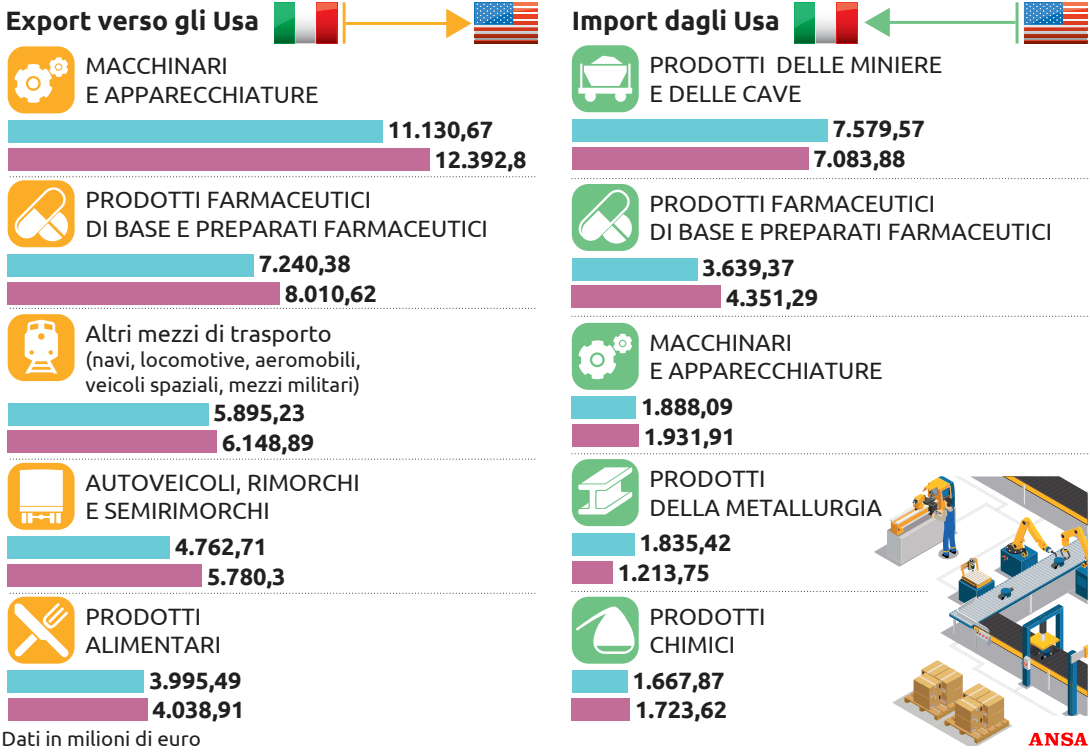 Export verso gli Usa
MACCHINARI
E APPARECCHIATURE
11.130,67
12.392,8
PRODOTTI FARMACEUTICI
DI BASE E PREPARATI FARMACEUTICI
7.240,38
8.010,62
Altri mezzi di trasporto
(navi, locomotive, aeromobili,
veicoli spaziali, mezzi militari)
5.895,23
6.148,89
AUTOVEICOLI, RIMORCHI
E SEMIRIMORCHI
4.762,71
5.780,3
PRODOTTI
ALIMENTARI
3.995,49
4.038,91
Dati in milioni di euro
Import dagli Usa
PRODOTTI DELLE MINIERE
E DELLE CAVE
7.579,57
7.083,88
PRODOTTI FARMACEUTICI
DI BASE E PREPARATI FARMACEUTICI
3.639,37
4.351,29
MACCHINARI
E APPARECCHIATURE
1.888,09
1.931,91
PRODOTTI
DELLA METALLURGIA
1.835,42
1.213,75
PRODOTTI
CHIMICI
1.667,87
1.723,62
ANSA